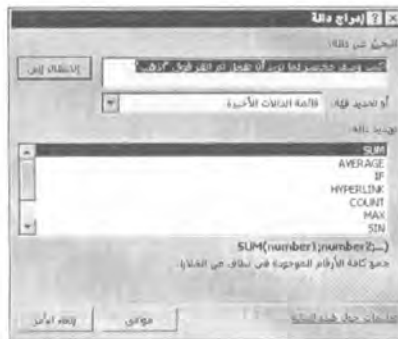 إدراج دالة
البحث عن دالة:
اكتب وصف مختصر لما تريد أن تفعل ثم انقر فوق "اذهب"
الانتقال إلى
أو تحديد فئة:
قائمة الدالات الأخيرة
تحديد دالة:
SUM
AVERAGE
IF
HYPERLINK
COUNT
MAX
SIN
SUM(number1;number2;...)
جمع كافة الأرقام الموجودة في نطاق من الخلايا.
تعليمات حول هذه الدالة
موافق
إلغاء الأمر